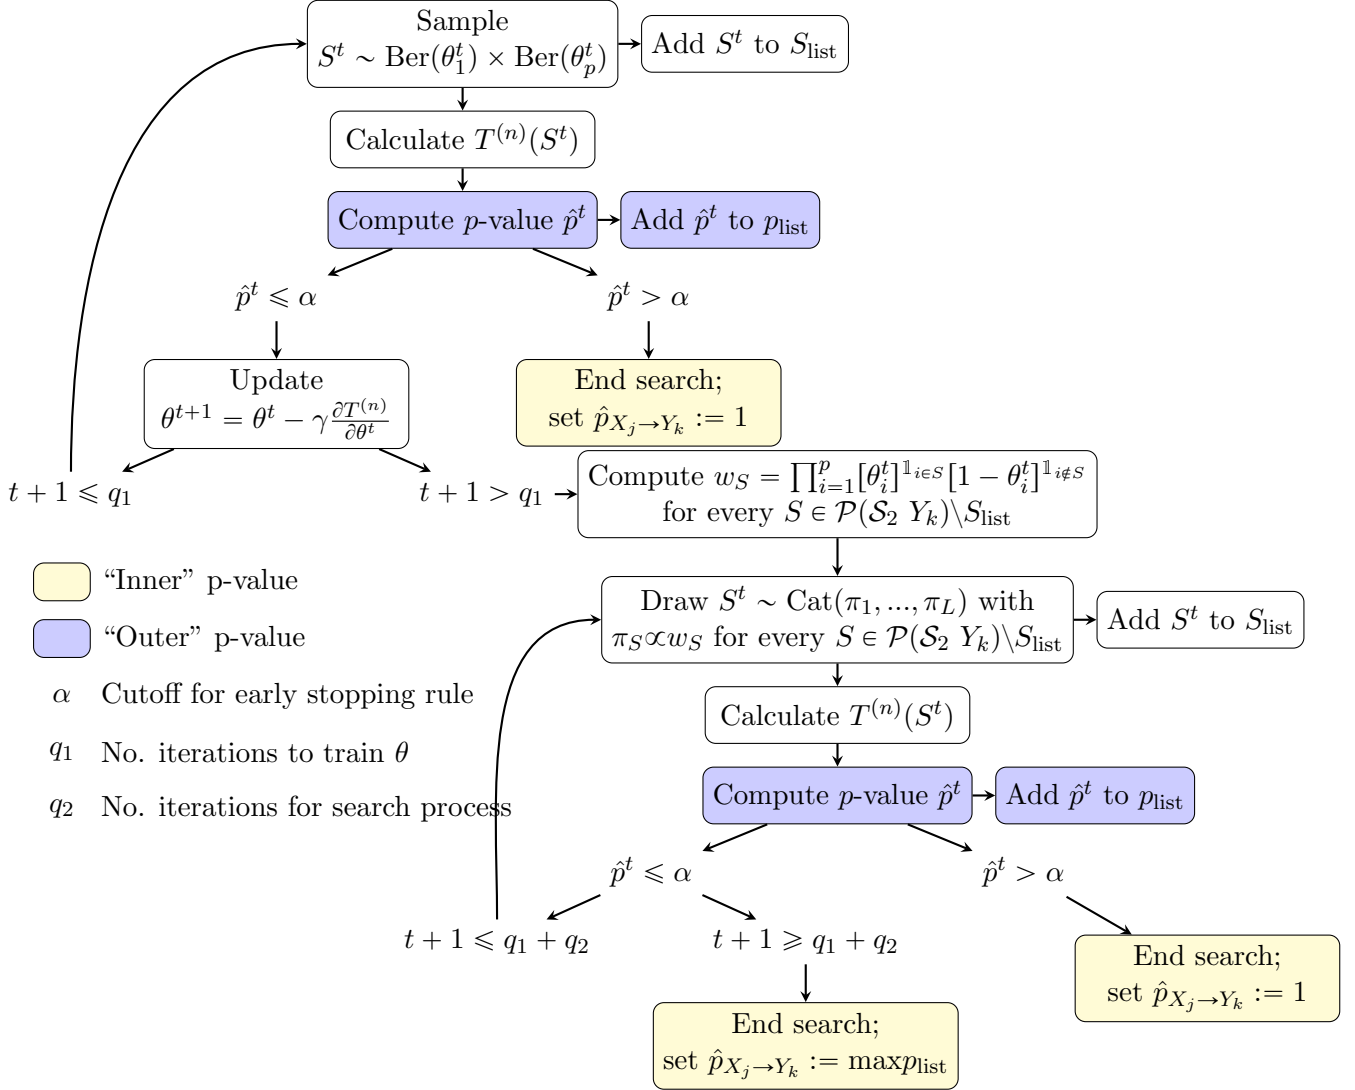 Sample
S^t ∼ Ber(θ_1^t) × Ber(θ_p^t)
Add S^t to S_list
Calculate T^(n)(S^t)
Compute p-value p̂^t
Add p̂^t to p_list
p̂^t ⩽ α
p̂^t > α
Update
θ^{t+1} = θ^t − γ ∂T^(n)/∂θ^t
End search;
set p̂_{X_j→Y_k} := 1
t + 1 ⩽ q_1
t + 1 > q_1
Compute w_S = ∏_{i=1}^p [θ_i^t]^{𝟙_{i∈S}} [1 − θ_i^t]^{𝟙_{i∉S}}
for every S ∈ 𝒫(𝒮_2 Y_k)\S_list
“Inner” p-value
“Outer” p-value
α Cutoff for early stopping rule
q_1 No. iterations to train θ
q_2 No. iterations for search process
Draw S^t ∼ Cat(π_1, ..., π_L) with
π_S∝w_S for every S ∈ 𝒫(𝒮_2 Y_k)\S_list
Add S^t to S_list
Calculate T^(n)(S^t)
Compute p-value p̂^t
Add p̂^t to p_list
p̂^t ⩽ α
p̂^t > α
t + 1 ⩽ q_1 + q_2
t + 1 ⩾ q_1 + q_2
End search;
set p̂_{X_j→Y_k} := 1
End search;
set p̂_{X_j→Y_k} := maxp_list